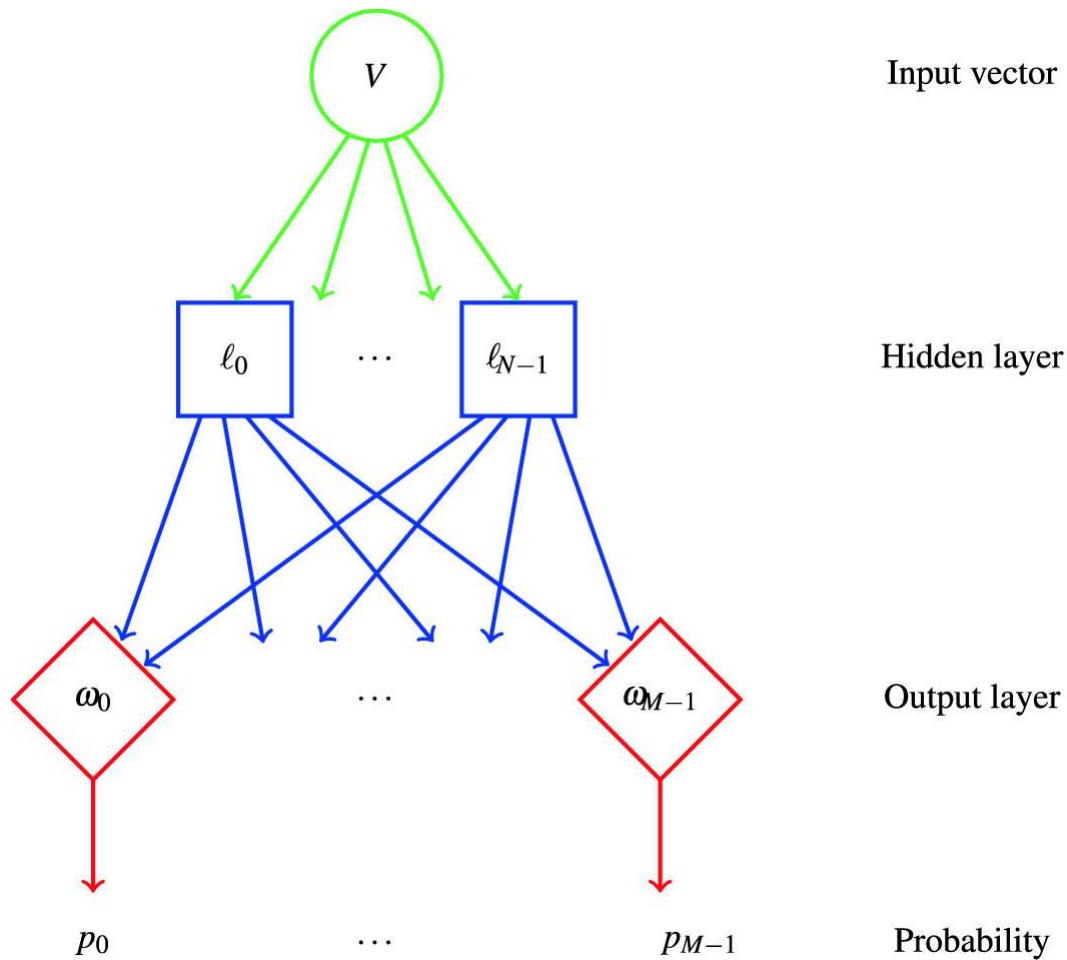 V Input vector
ℓ0 ⋯ ℓN−1 Hidden layer
ω0 ⋯ ωM−1 Output layer
p0 ⋯ pM−1 Probability